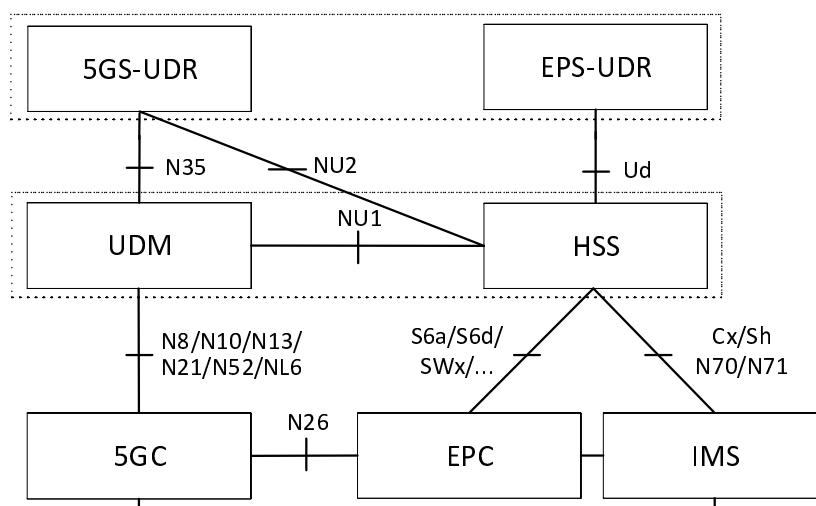 5GS-UDR
EPS-UDR
N35
NU2
Ud
NU1
UDM
HSS
N8/N10/N13/
N21/N52/NL6
S6a/S6d/
SWx/...
Cx/Sh
N70/N71
N26
5GC
EPC
IMS